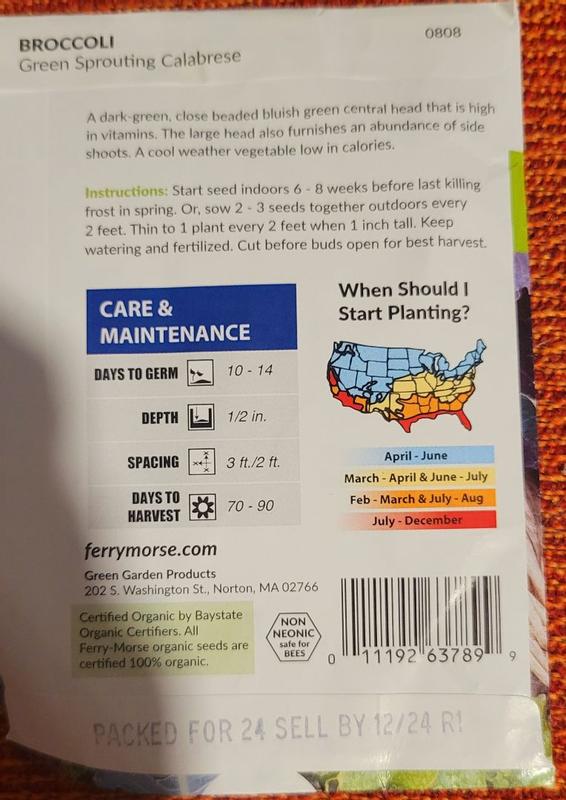 BROCCOLI
0808
Green Sprouting Calabrese
A dark-green, close beaded bluish green central head that is high
in vitamins. The large head also furnishes an abundance of side
shoots. A cool weather vegetable low in calories.
Instructions: Start seed indoors 6 - 8 weeks before last killing
frost in spring. Or, sow 2 - 3 seeds together outdoors every
2 feet. Thin to 1 plant every 2 feet when 1 inch tall. Keep
watering and fertilized. Cut before buds open for best harvest.
CARE &
MAINTENANCE
DAYS TO GERM 10 - 14
DEPTH 1/2 in.
SPACING 3 ft./2 ft.
DAYS TO
HARVEST 70 - 90
When Should I
Start Planting?
April - June
March - April & June - July
Feb - March & July - Aug
July - December
ferrymorse.com
Green Garden Products
202 S. Washington St., Norton, MA 02766
Certified Organic by Baystate
Organic Certifiers. All
Ferry-Morse organic seeds are
certified 100% organic.
NON
NEONIC
safe for
BEES
0 11192 63789 9
PACKED FOR 24 SELL BY 12/24 R1